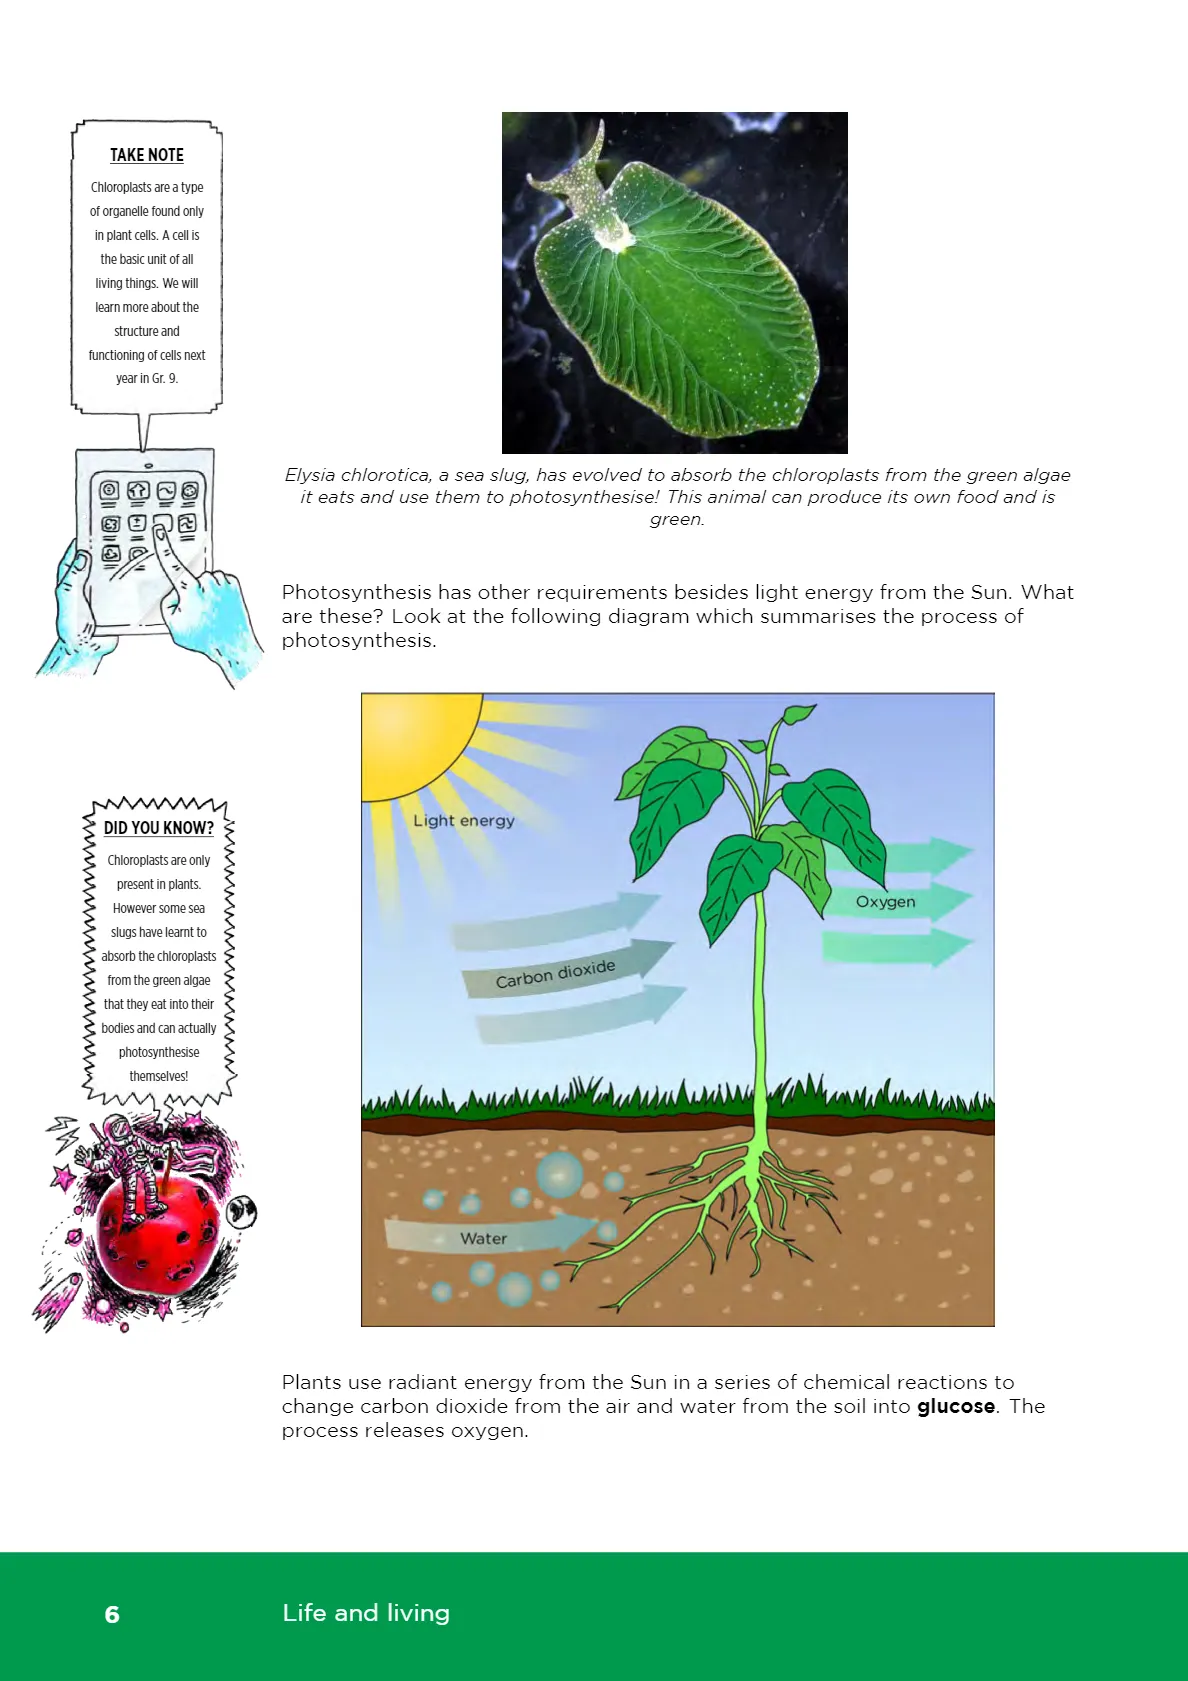 TAKE NOTE
Chloroplasts are a type
of organelle found only
in plant cells. A cell is
the basic unit of all
living things. We will
learn more about the
structure and
functioning of cells next
year in Gr. 9.
Elysia chlorotica, a sea slug, has evolved to absorb the chloroplasts from the green algae
it eats and use them to photosynthesise! This animal can produce its own food and is
green.
Photosynthesis has other requirements besides light energy from the Sun. What
are these? Look at the following diagram which summarises the process of
photosynthesis.
DID YOU KNOW?
Chloroplasts are only
present in plants.
However some sea
slugs have learnt to
absorb the chloroplasts
from the green algae
that they eat into their
bodies and can actually
photosynthesise
themselves!
Light energy
Oxygen
Carbon dioxide
Water
Plants use radiant energy from the Sun in a series of chemical reactions to
change carbon dioxide from the air and water from the soil into glucose. The
process releases oxygen.
6 Life and living